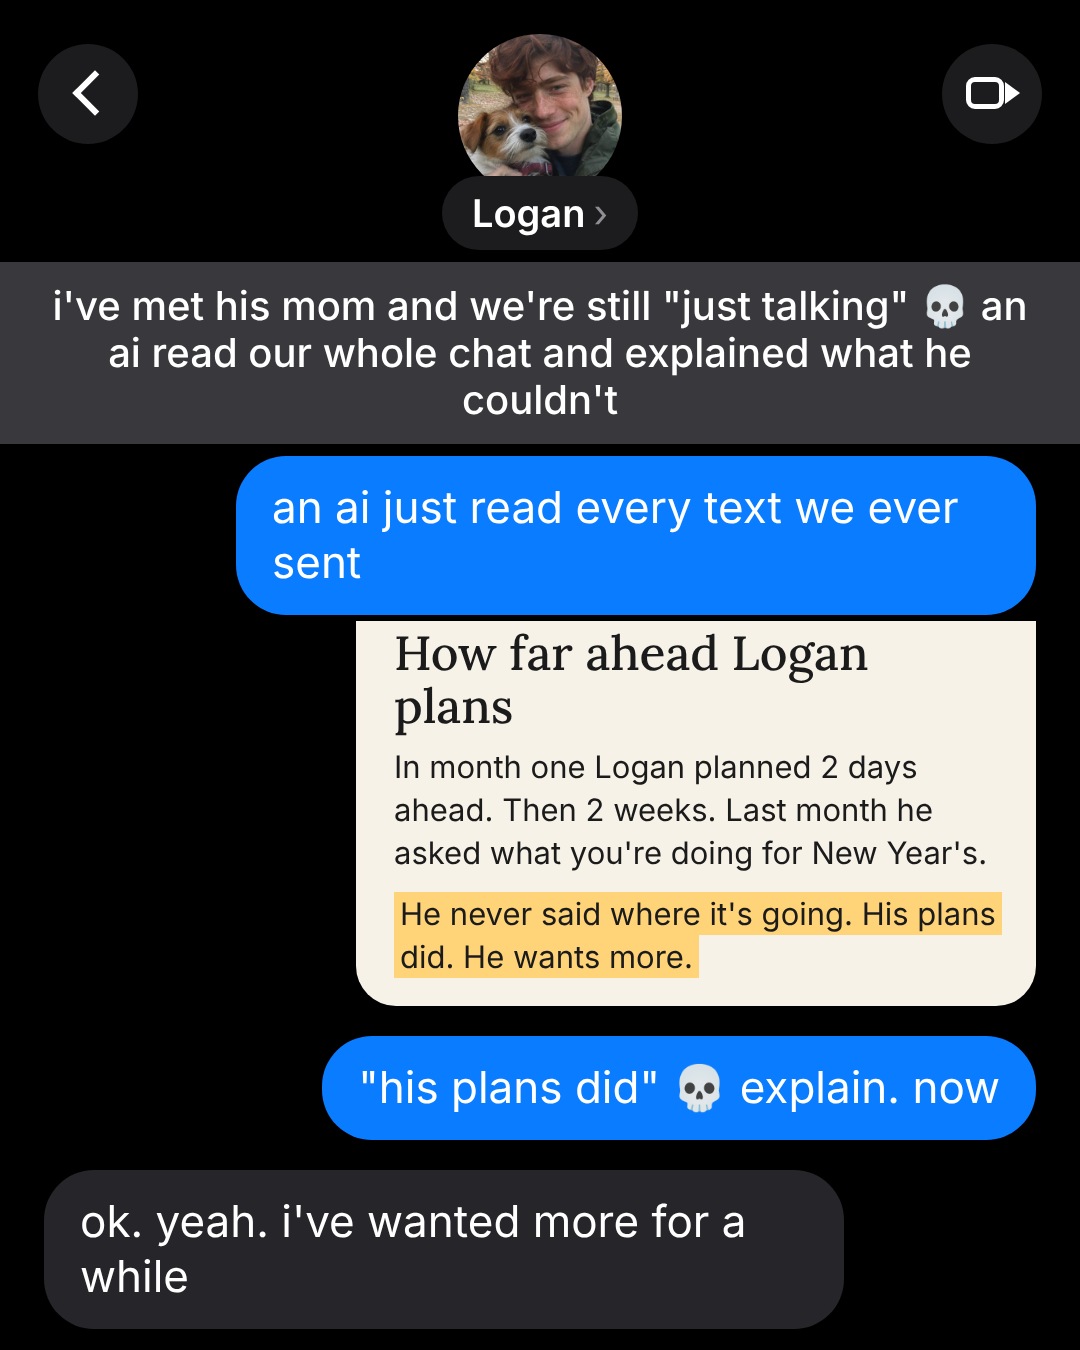 Logan ›
i've met his mom and we're still "just talking" 💀 an
ai read our whole chat and explained what he
couldn't
an ai just read every text we ever
sent
How far ahead Logan
plans
In month one Logan planned 2 days
ahead. Then 2 weeks. Last month he
asked what you're doing for New Year's.
He never said where it's going. His plans
did. He wants more.
"his plans did" 💀 explain. now
ok. yeah. i've wanted more for a
while